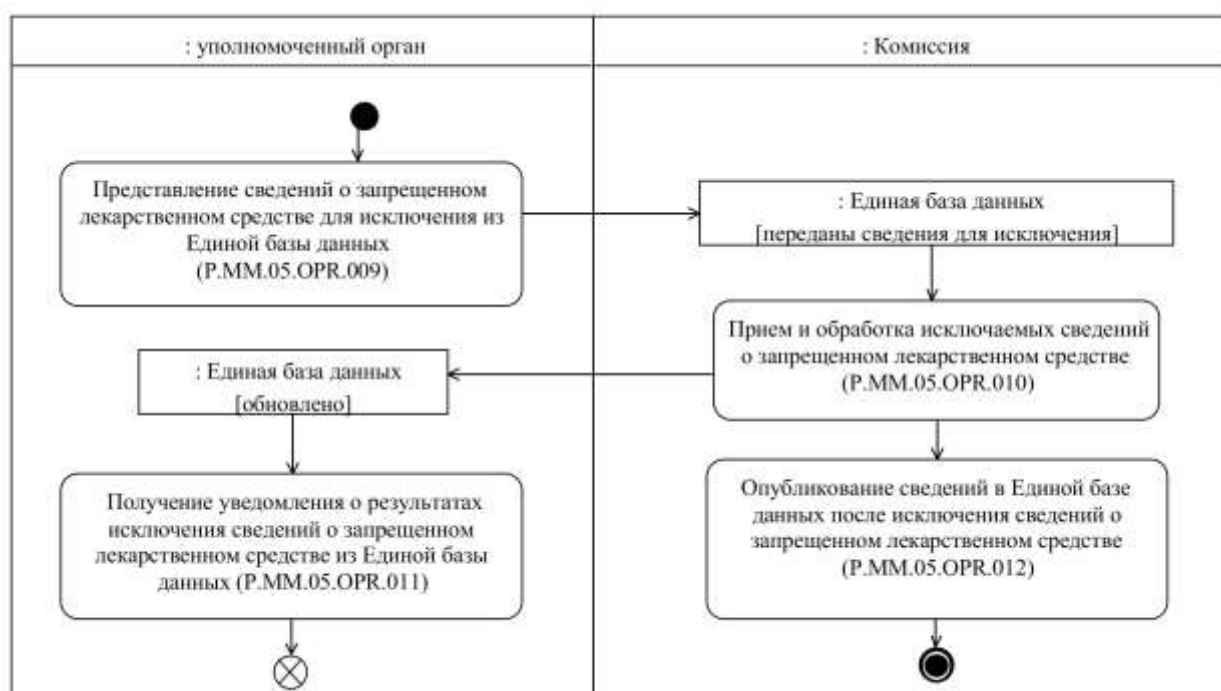 : уполномоченный орган
: Комиссия
Представление сведений о запрещенном
лекарственном средстве для исключения из
Единой базы данных
(P.MM.05.OPR.009)
: Единая база данных
[переданы сведения для исключения]
Прием и обработка исключаемых сведений
о запрещенном лекарственном средстве
(P.MM.05.OPR.010)
: Единая база данных
[обновлено]
Получение уведомления о результатах
исключения сведений о запрещенном
лекарственном средстве из Единой базы
данных (P.MM.05.OPR.011)
Опубликование сведений в Единой базе
данных после исключения сведений о
запрещенном лекарственном средстве
(P.MM.05.OPR.012)